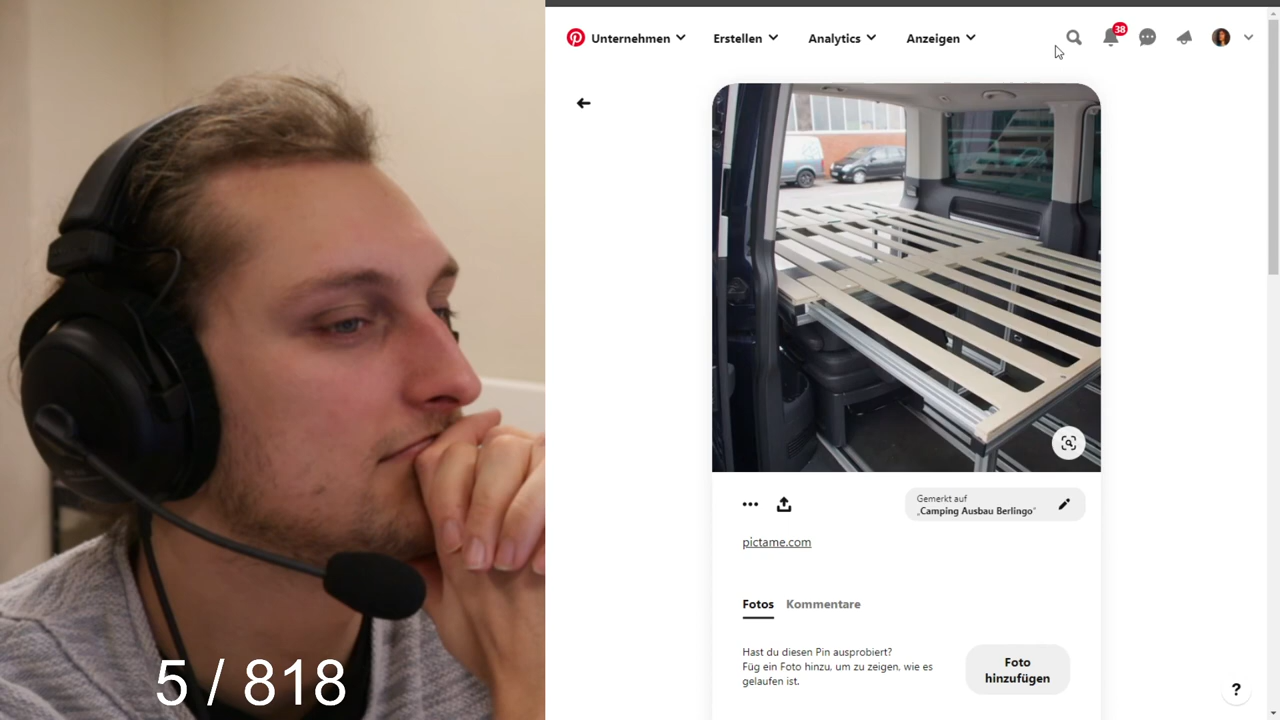 Unternehmen
Erstellen
Analytics
Anzeigen
38
Gemerkt auf
„Camping Ausbau Berlingo“
pictame.com
Fotos
Kommentare
Hast du diesen Pin ausprobiert?
Füg ein Foto hinzu, um zu zeigen, wie es
gelaufen ist.
Foto
hinzufügen
?
5 / 818